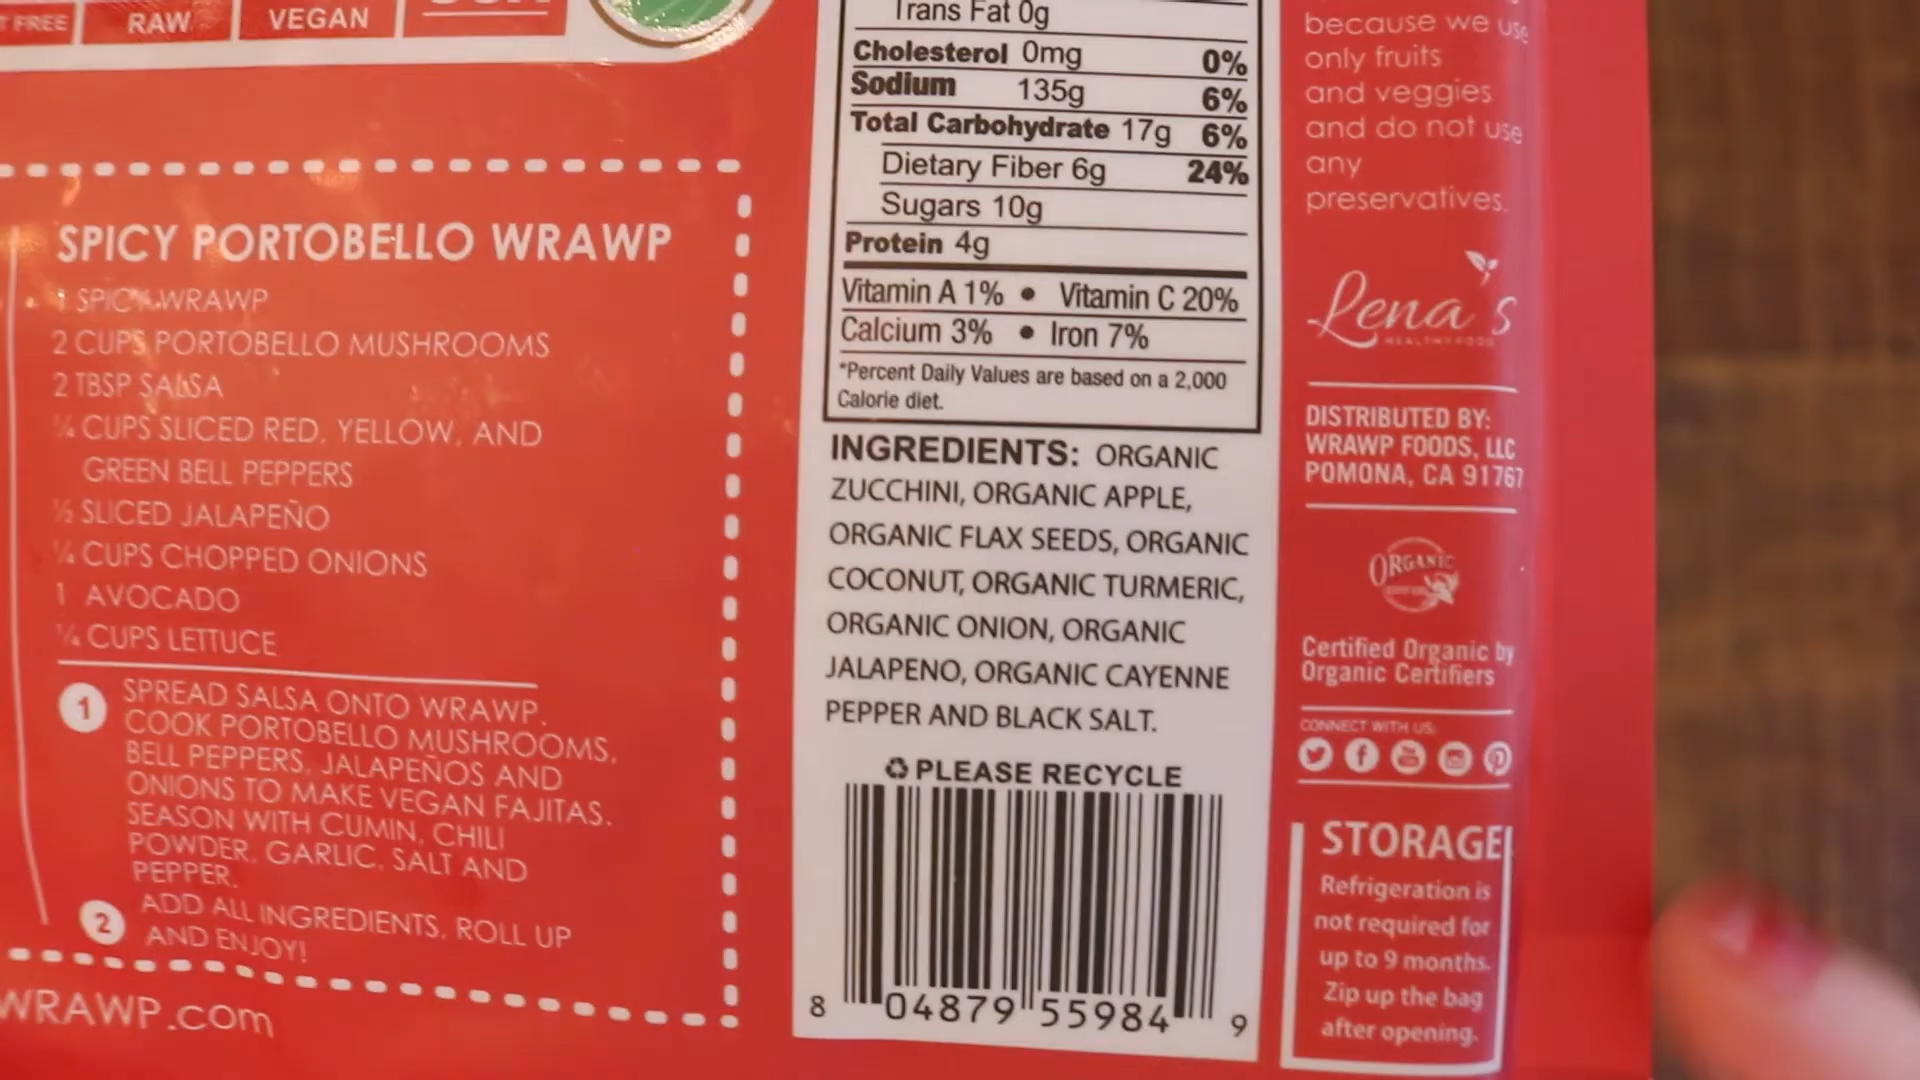 FREE
RAW
VEGAN
SPICY PORTOBELLO WRAWP
1 SPICY WRAWP
2 CUPS PORTOBELLO MUSHROOMS
2 TBSP SALSA
¼ CUPS SLICED RED, YELLOW, AND
GREEN BELL PEPPERS
½ SLICED JALAPEÑO
¼ CUPS CHOPPED ONIONS
1 AVOCADO
¼ CUPS LETTUCE
1 SPREAD SALSA ONTO WRAWP.
COOK PORTOBELLO MUSHROOMS,
BELL PEPPERS, JALAPEÑOS AND
ONIONS TO MAKE VEGAN FAJITAS.
SEASON WITH CUMIN, CHILI
POWDER, GARLIC, SALT AND
PEPPER.
2 ADD ALL INGREDIENTS, ROLL UP
AND ENJOY!
WRAWP.com
Trans Fat 0g
Cholesterol 0mg 0%
Sodium 135g 6%
Total Carbohydrate 17g 6%
Dietary Fiber 6g 24%
Sugars 10g
Protein 4g
Vitamin A 1% • Vitamin C 20%
Calcium 3% • Iron 7%
*Percent Daily Values are based on a 2,000
Calorie diet.
INGREDIENTS: ORGANIC
ZUCCHINI, ORGANIC APPLE,
ORGANIC FLAX SEEDS, ORGANIC
COCONUT, ORGANIC TURMERIC,
ORGANIC ONION, ORGANIC
JALAPENO, ORGANIC CAYENNE
PEPPER AND BLACK SALT.
PLEASE RECYCLE
8 04879 55984 9
because we use
only fruits
and veggies
and do not use
any
preservatives.
Lena's
HEALTHY FOOD
DISTRIBUTED BY:
WRAWP FOODS, LLC
POMONA, CA 91767
ORGANIC
Certified Organic by
Organic Certifiers
CONNECT WITH US:
STORAGE
Refrigeration is
not required for
up to 9 months.
Zip up the bag
after opening.